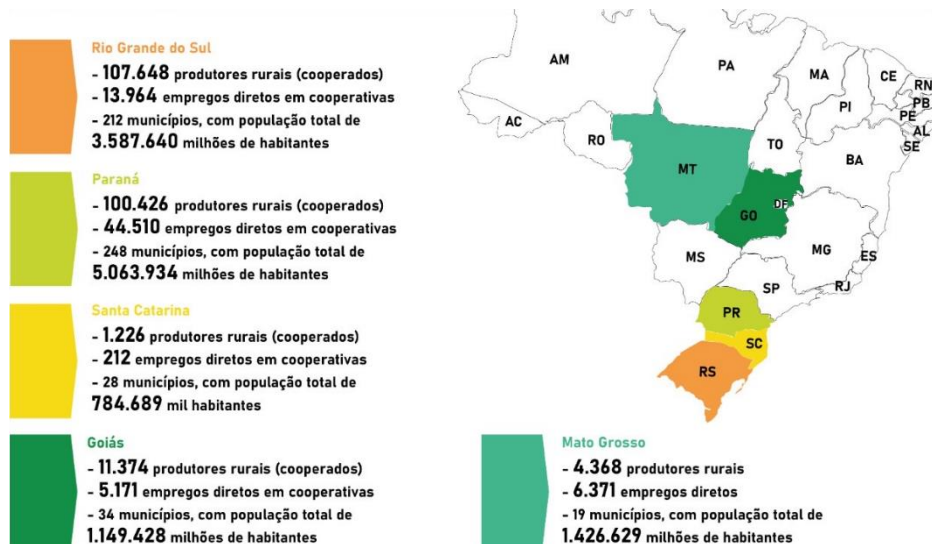 Rio Grande do Sul
- 107.648 produtores rurais (cooperados)
- 13.964 empregos diretos em cooperativas
- 212 municípios, com população total de
3.587.640 milhões de habitantes
Paraná
- 100.426 produtores rurais (cooperados)
- 44.510 empregos diretos em cooperativas
- 248 municípios, com população total de
5.063.934 milhões de habitantes
Santa Catarina
- 1.226 produtores rurais (cooperados)
- 212 empregos diretos em cooperativas
- 28 municípios, com população total de
784.689 mil habitantes
Goiás
- 11.374 produtores rurais (cooperados)
- 5.171 empregos diretos em cooperativas
- 34 municípios, com população total de
1.149.428 milhões de habitantes
AM
PA
MA
CE
RN
PB
PE
PI
AL
SE
AC
RO
TO
BA
MT
DF
GO
MG
ES
MS
SP
RJ
PR
SC
RS
Mato Grosso
- 4.368 produtores rurais
- 6.371 empregos diretos
- 19 municípios, com população total de
1.426.629 milhões de habitantes